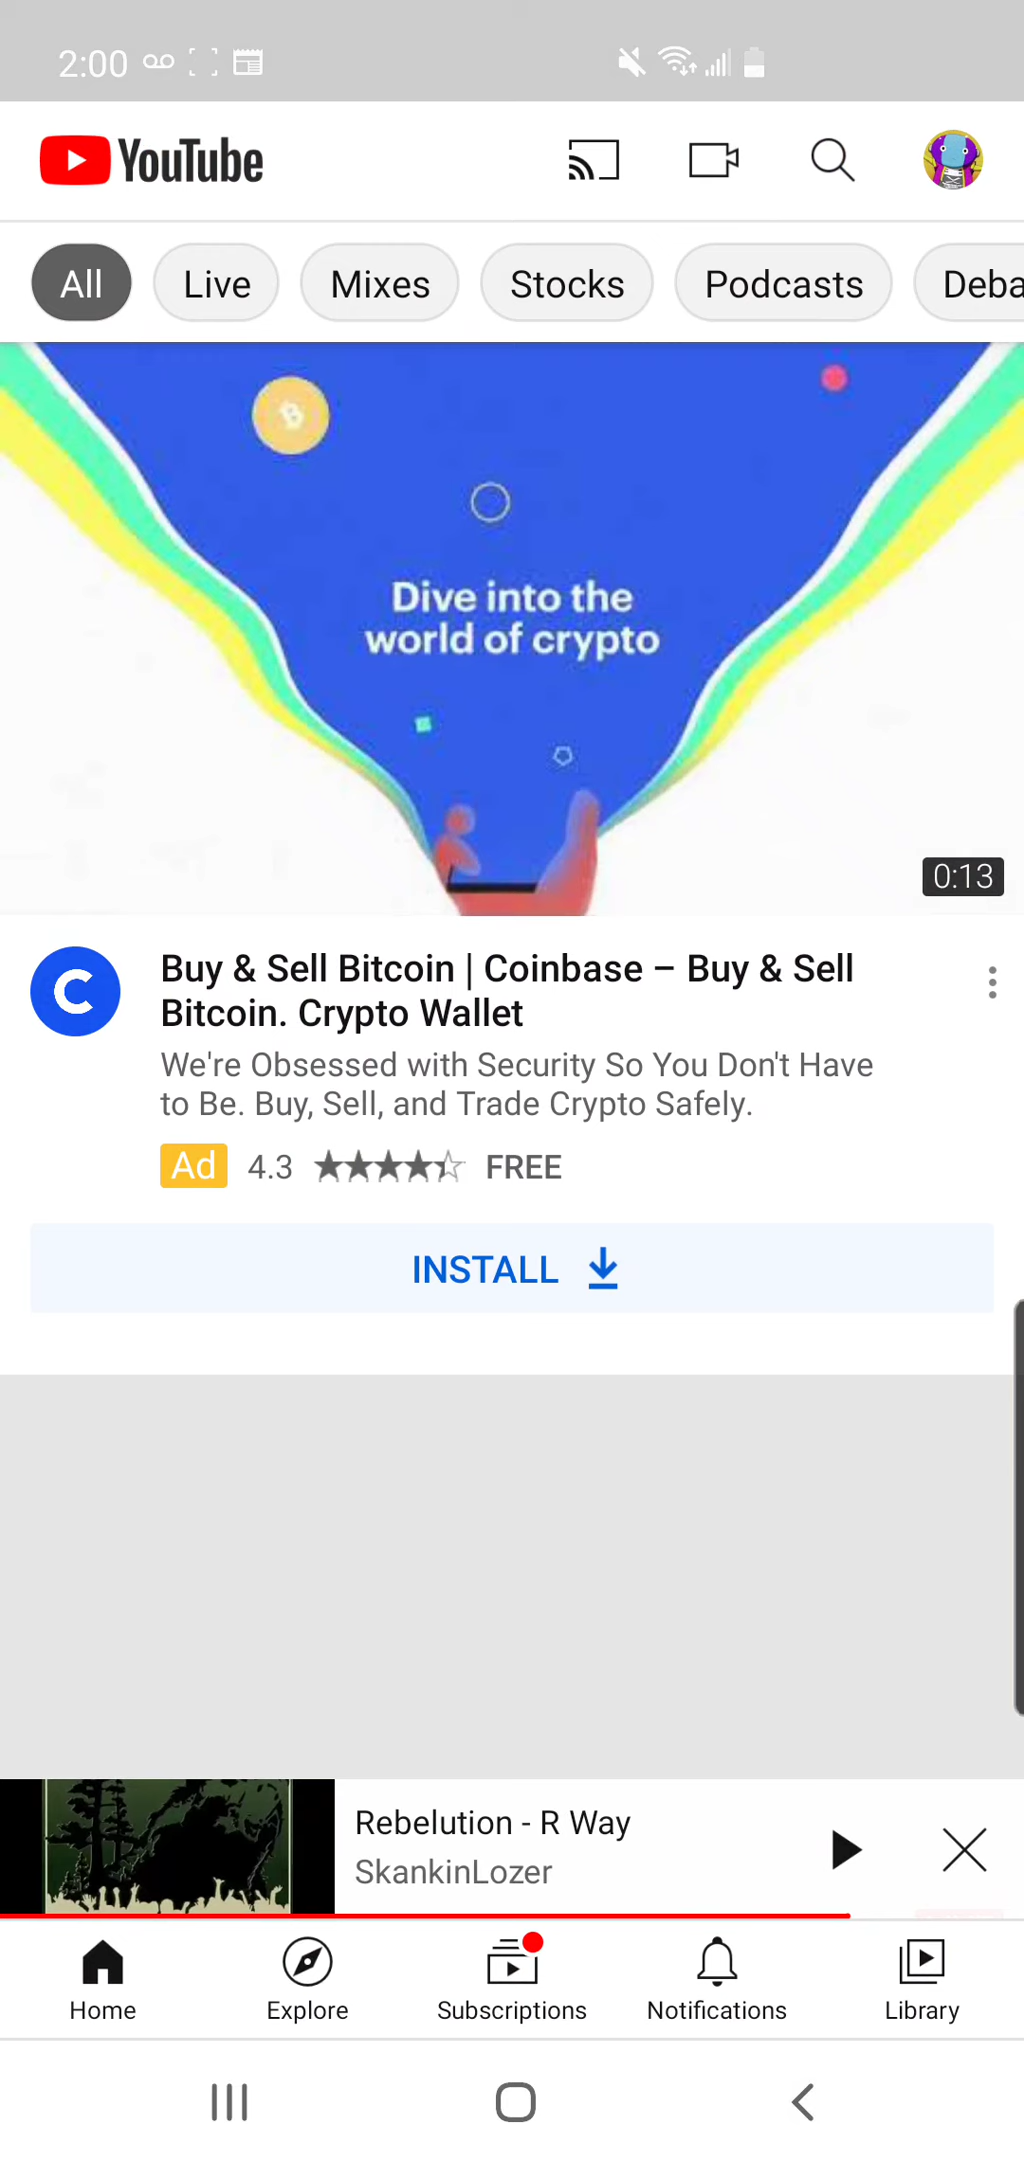 2:00
YouTube
All Live Mixes Stocks Podcasts Deba
Dive into the
world of crypto
0:13
Buy & Sell Bitcoin | Coinbase – Buy & Sell
Bitcoin. Crypto Wallet
We're Obsessed with Security So You Don't Have
to Be. Buy, Sell, and Trade Crypto Safely.
Ad 4.3 FREE
INSTALL
Rebelution - R Way
SkankinLozer
Home Explore Subscriptions Notifications Library